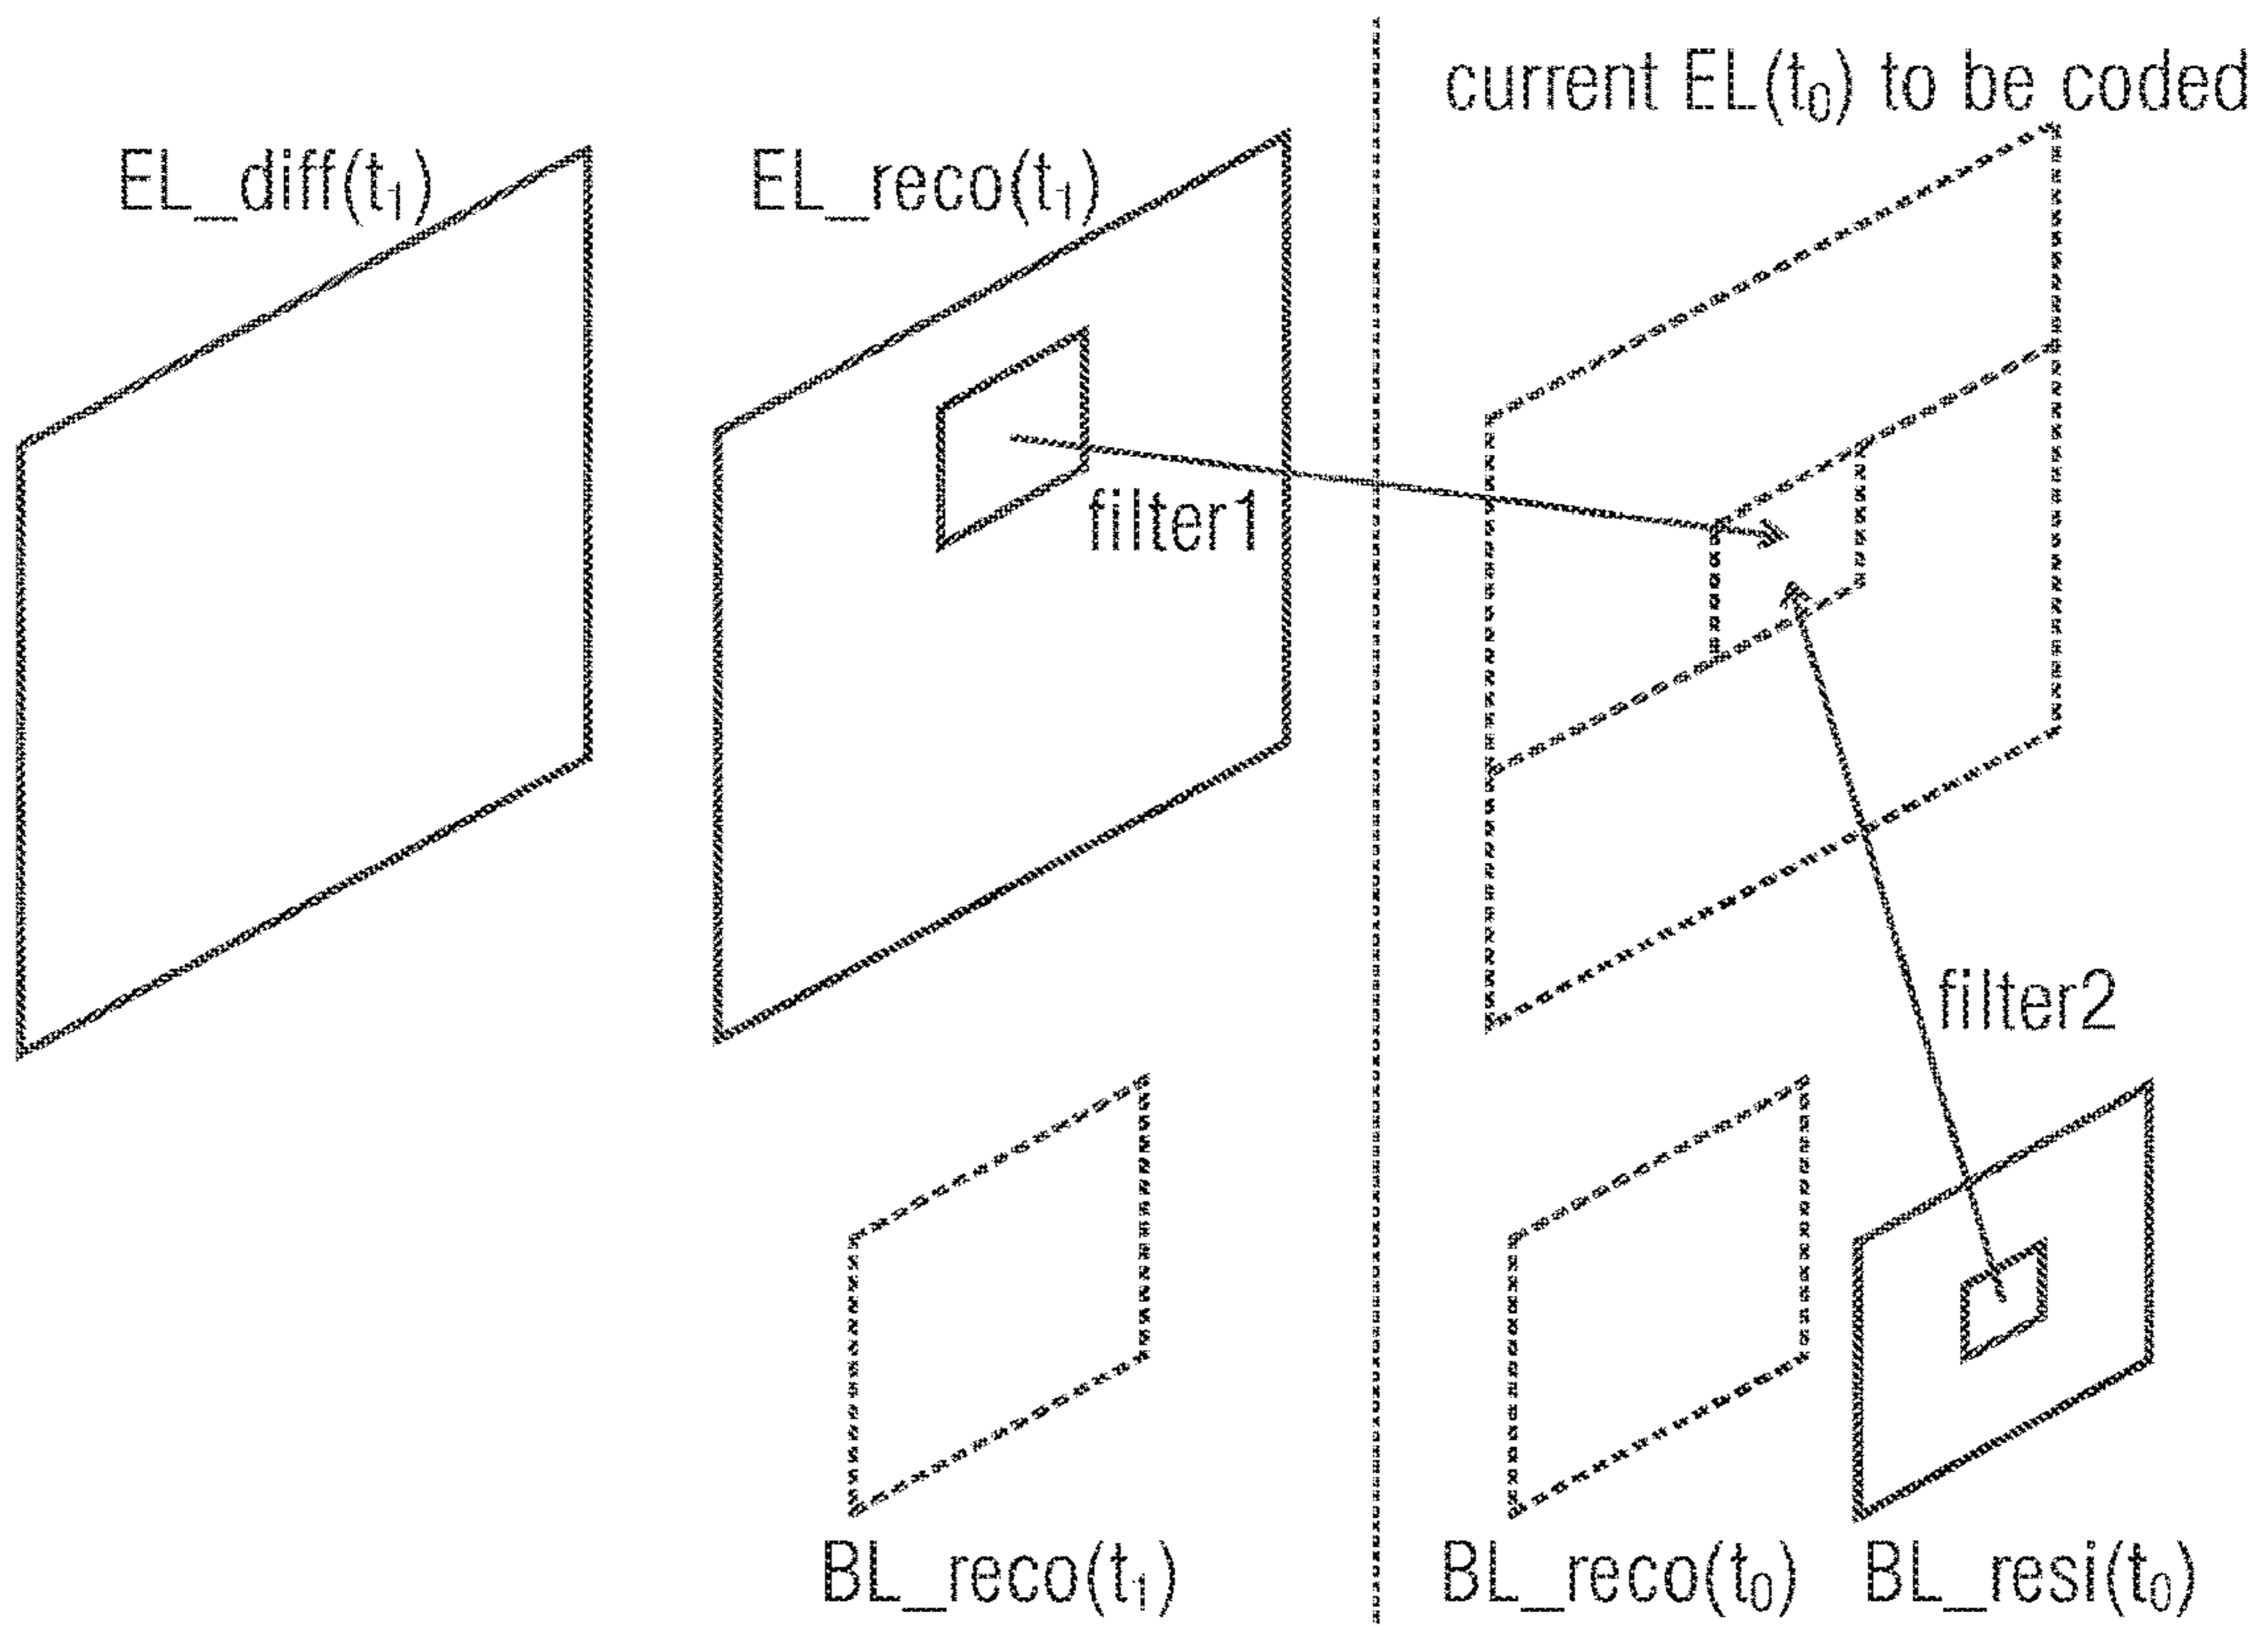 current EL(t₀) to be coded
EL_diff(t₁)
EL_reco(t₁)
filter1
filter2
BL_reco(t₁)
BL_reco(t₀)
BL_resi(t₀)